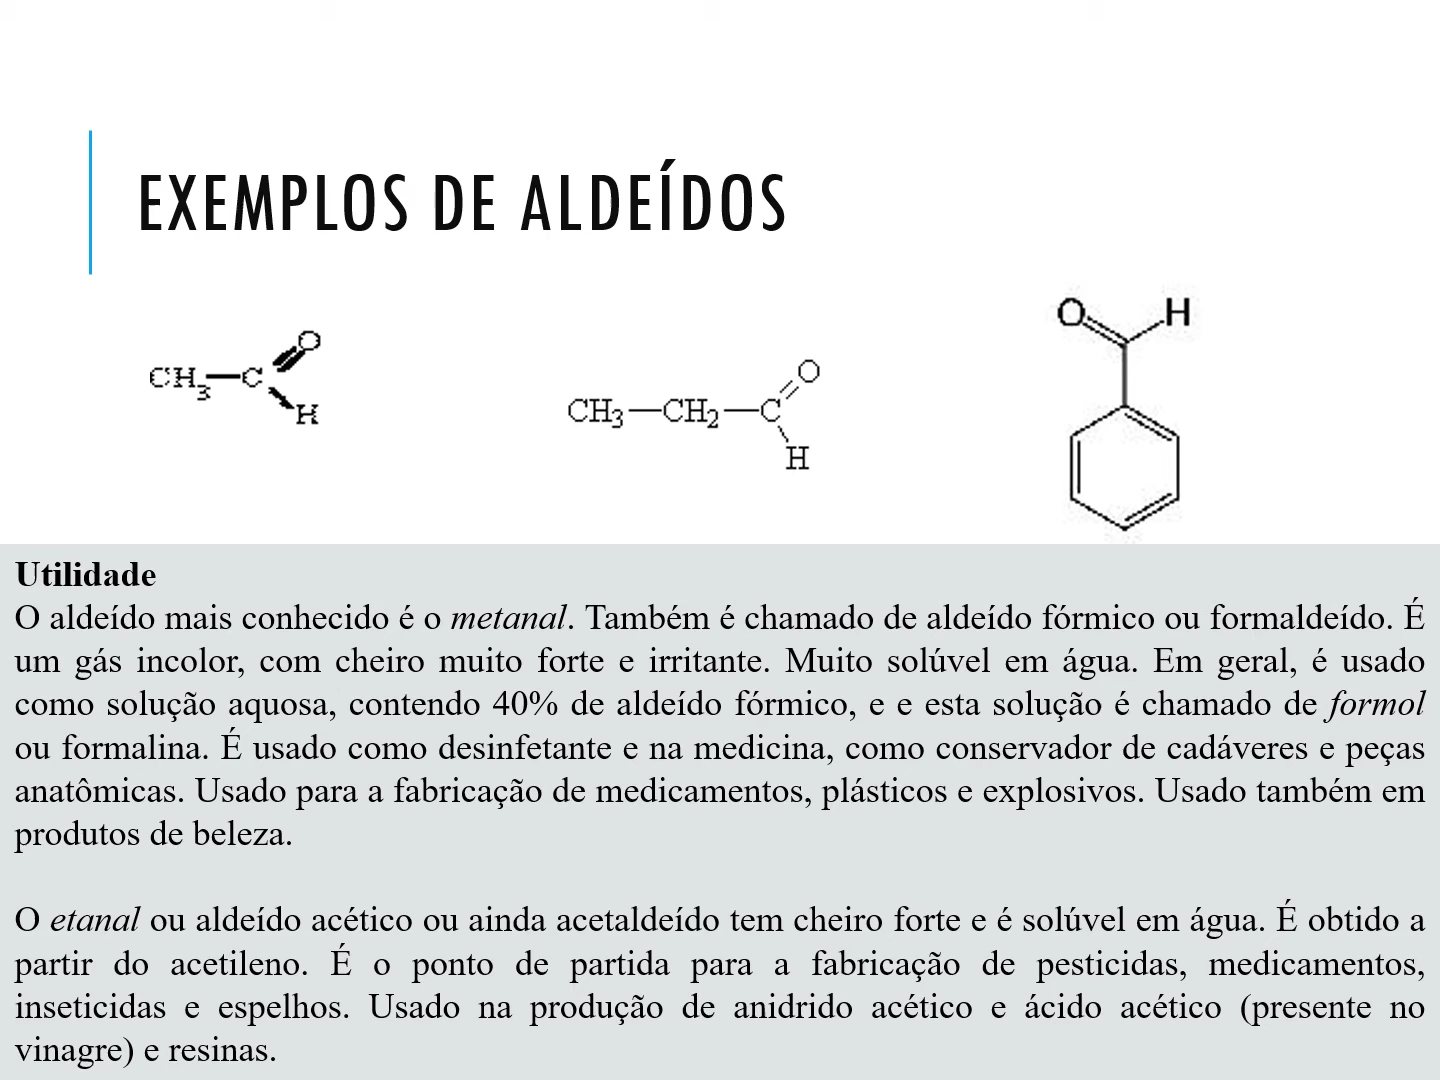 EXEMPLOS DE ALDEÍDOS
O H
CH3—C O H
CH3—CH2—C O H
Utilidade
O aldeído mais conhecido é o metanal. Também é chamado de aldeído fórmico ou formaldeído. É
um gás incolor, com cheiro muito forte e irritante. Muito solúvel em água. Em geral, é usado
como solução aquosa, contendo 40% de aldeído fórmico, e e esta solução é chamado de formol
ou formalina. É usado como desinfetante e na medicina, como conservador de cadáveres e peças
anatômicas. Usado para a fabricação de medicamentos, plásticos e explosivos. Usado também em
produtos de beleza.
O etanal ou aldeído acético ou ainda acetaldeído tem cheiro forte e é solúvel em água. É obtido a
partir do acetileno. É o ponto de partida para a fabricação de pesticidas, medicamentos,
inseticidas e espelhos. Usado na produção de anidrido acético e ácido acético (presente no
vinagre) e resinas.